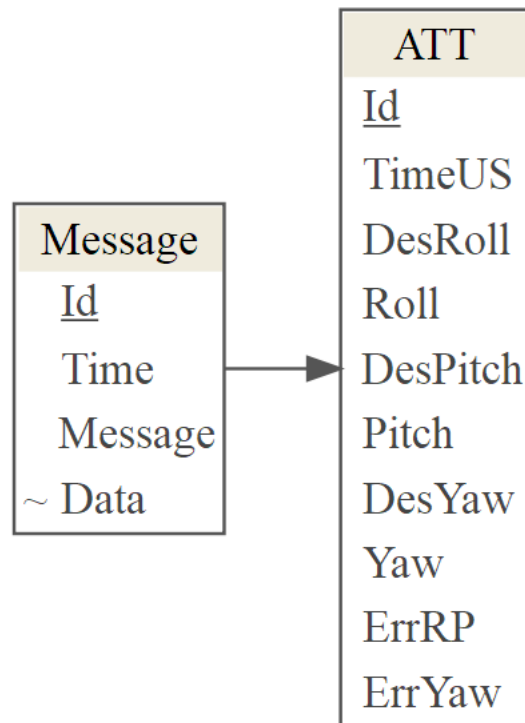 Message
Id
Time
Message
~ Data
ATT
Id
TimeUS
DesRoll
Roll
DesPitch
Pitch
DesYaw
Yaw
ErrRP
ErrYaw